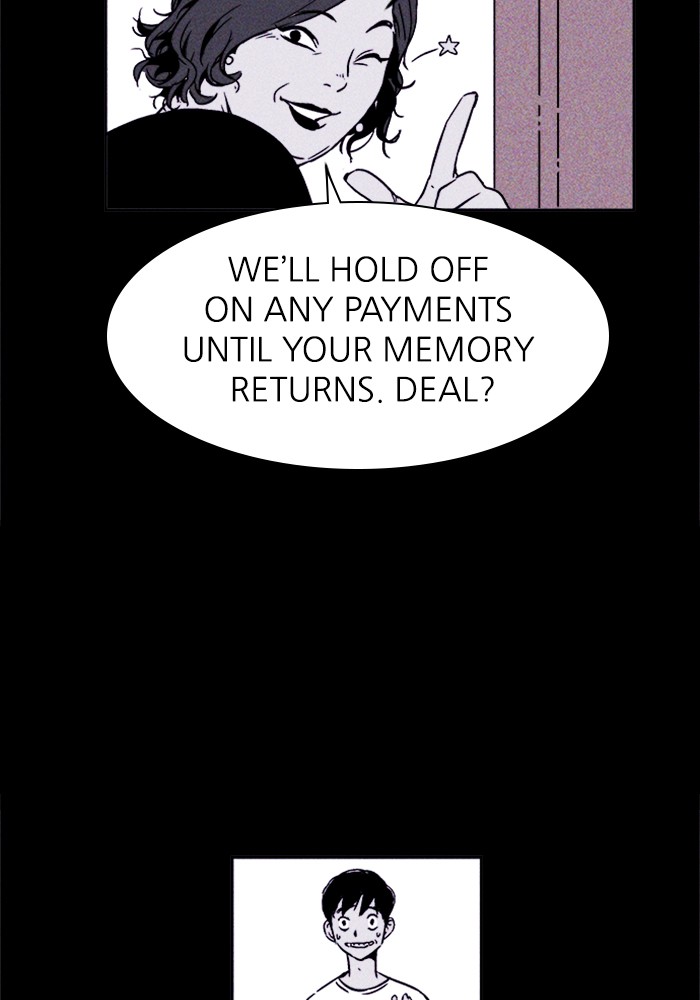 WE'LL HOLD OFF
ON ANY PAYMENTS
UNTIL YOUR MEMORY
RETURNS. DEAL?